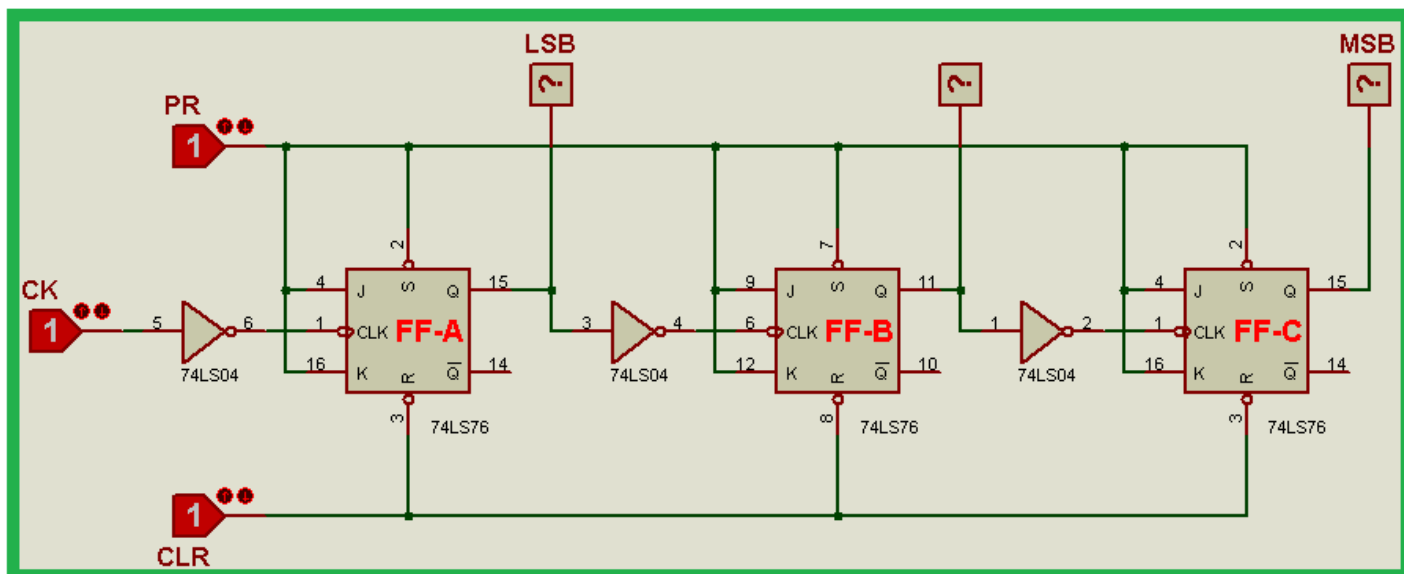 LSB
MSB
?
?
?
PR
1
2
7
2
4
J
S
Q
15
9
J
S
Q
11
4
J
S
Q
15
CK
1
5
6
1
CLK
FF-A
3
4
6
CLK
FF-B
1
2
1
CLK
FF-C
74LS04
16
K
R
Q
14
74LS04
12
K
R
Q
10
74LS04
16
K
R
Q
14
3
74LS76
8
74LS76
3
74LS76
1
CLR